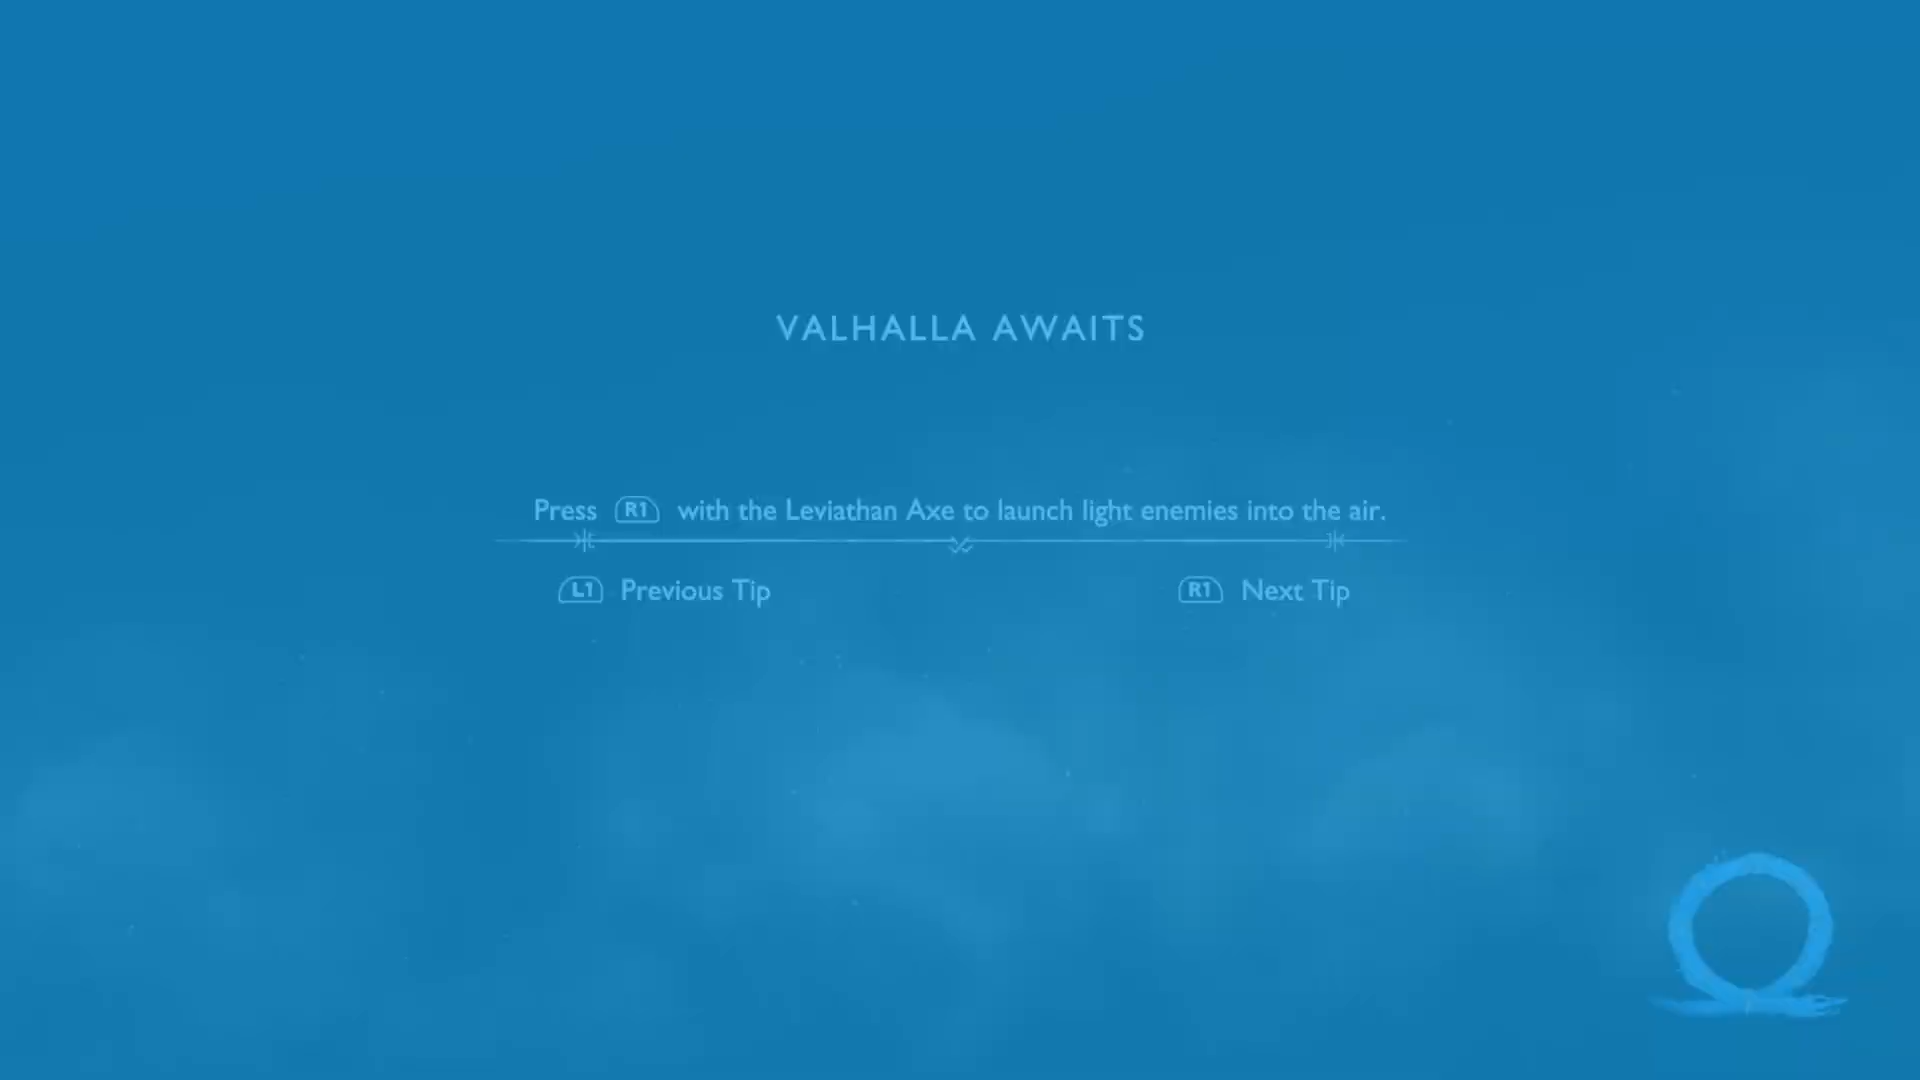 VALHALLA AWAITS
Press R1 with the Leviathan Axe to launch light enemies into the air.
L1 Previous Tip
R1 Next Tip